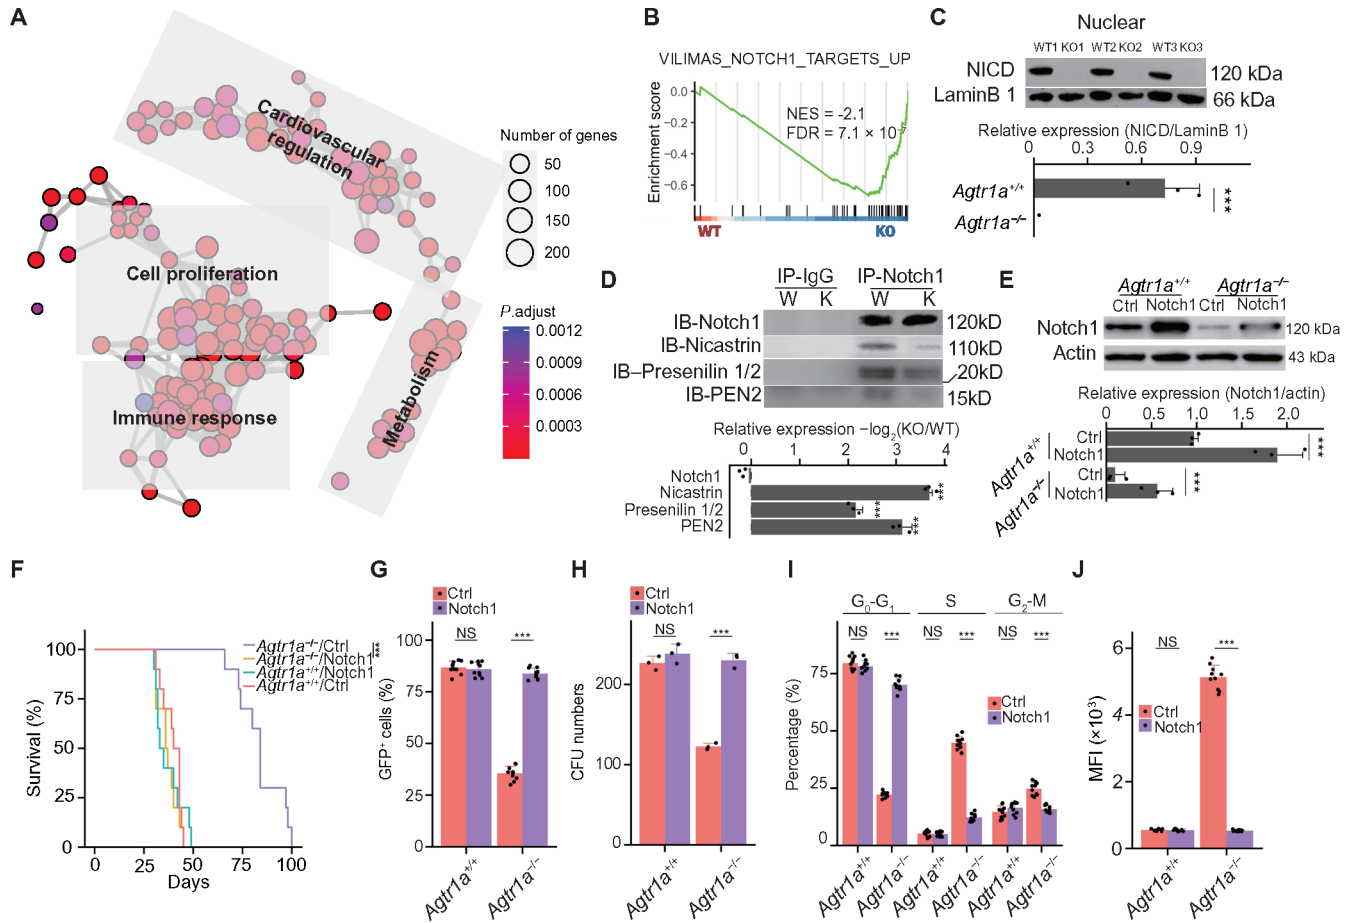 A
Cardiovascular
regulation
Cell proliferation
Immune response
Metabolism
Number of genes
50
100
150
200
P.adjust
0.0012
0.0009
0.0006
0.0003
B
VILIMAS_NOTCH1_TARGETS_UP
Enrichment score
0.0
−0.2
−0.4
−0.6
NES = -2.1
FDR = 7.1 × 10⁻⁷
WT
KO
C
Nuclear
WT1 KO1 WT2 KO2 WT3 KO3
NICD 120 kDa
LaminB 1 66 kDa
Relative expression (NICD/LaminB 1)
0 0.3 0.6 0.9
Agtr1a+/+
Agtr1a−/−
***
D
IP-IgG IP-Notch1
W K W K
IB-Notch1 120kD
IB-Nicastrin 110kD
IB–Presenilin 1/2 20kD
IB-PEN2 15kD
Relative expression −log2(KO/WT)
0 1 2 3 4
Notch1
Nicastrin ***
Presenilin 1/2 ***
PEN2 ***
E
Agtr1a+/+ Agtr1a−/−
Ctrl Notch1 Ctrl Notch1
Notch1 120 kDa
Actin 43 kDa
Relative expression (Notch1/actin)
0 0.5 1.0 1.5 2.0
Agtr1a+/+
Ctrl
Notch1
***
Agtr1a−/−
Ctrl
Notch1
***
F
Survival (%)
100
75
50
25
0
0 25 50 75 100
Days
Agtr1a−/−/Ctrl
Agtr1a−/−/Notch1
Agtr1a+/+/Notch1
Agtr1a+/+/Ctrl
***
G
Ctrl
Notch1
NS ***
GFP+ cells (%)
100
75
50
25
0
Agtr1a+/+ Agtr1a−/−
H
Ctrl
Notch1
NS ***
CFU numbers
200
100
0
Agtr1a+/+ Agtr1a−/−
I
G0-G1 S G2-M
NS *** NS *** NS ***
Percentage (%)
75
50
25
0
Ctrl
Notch1
Agtr1a+/+ Agtr1a−/− Agtr1a+/+ Agtr1a−/− Agtr1a+/+ Agtr1a−/−
J
NS ***
MFI (×10³)
6
4
2
0
Ctrl
Notch1
Agtr1a+/+ Agtr1a−/−